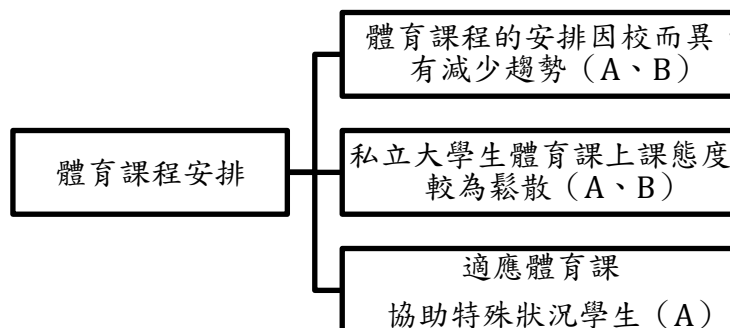 體育課程的安排因校而異
有減少趨勢（A、B）
體育課程安排
私立大學生體育課上課態度
較為鬆散（A、B）
適應體育課
協助特殊狀況學生（A）